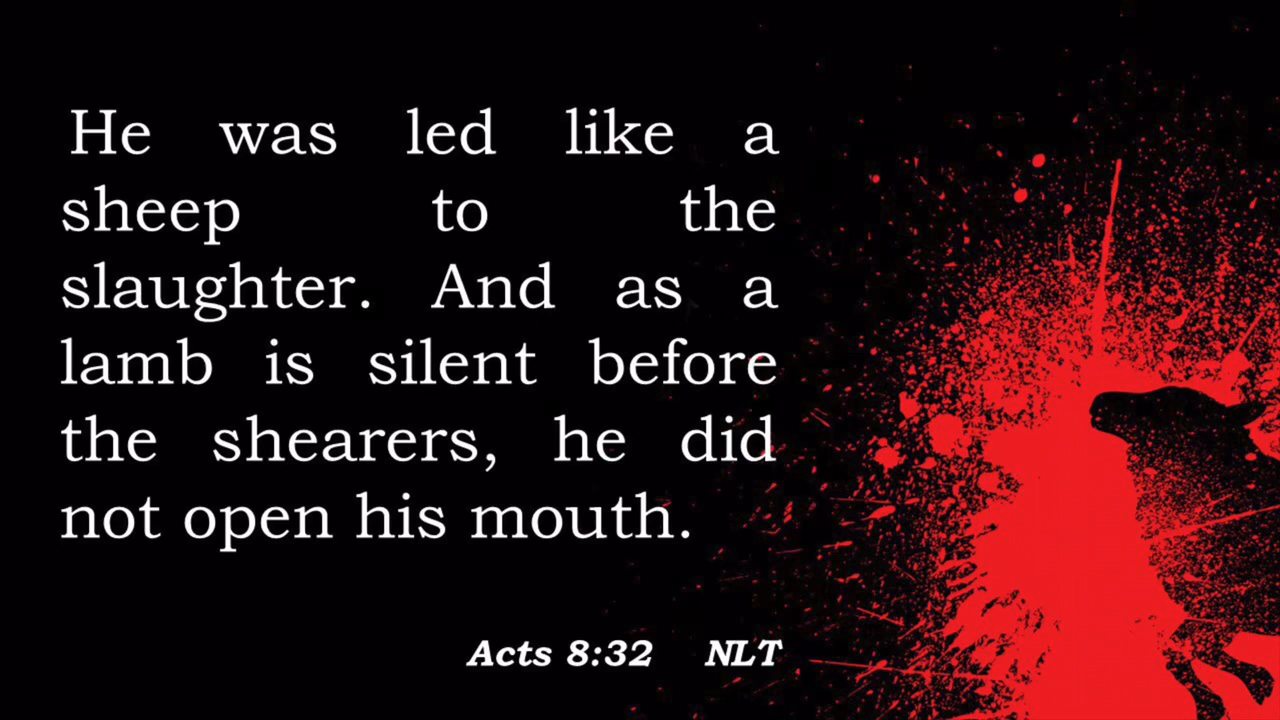 He was led like a
sheep to the
slaughter. And as a
lamb is silent before
the shearers, he did
not open his mouth.
Acts 8:32 NLT